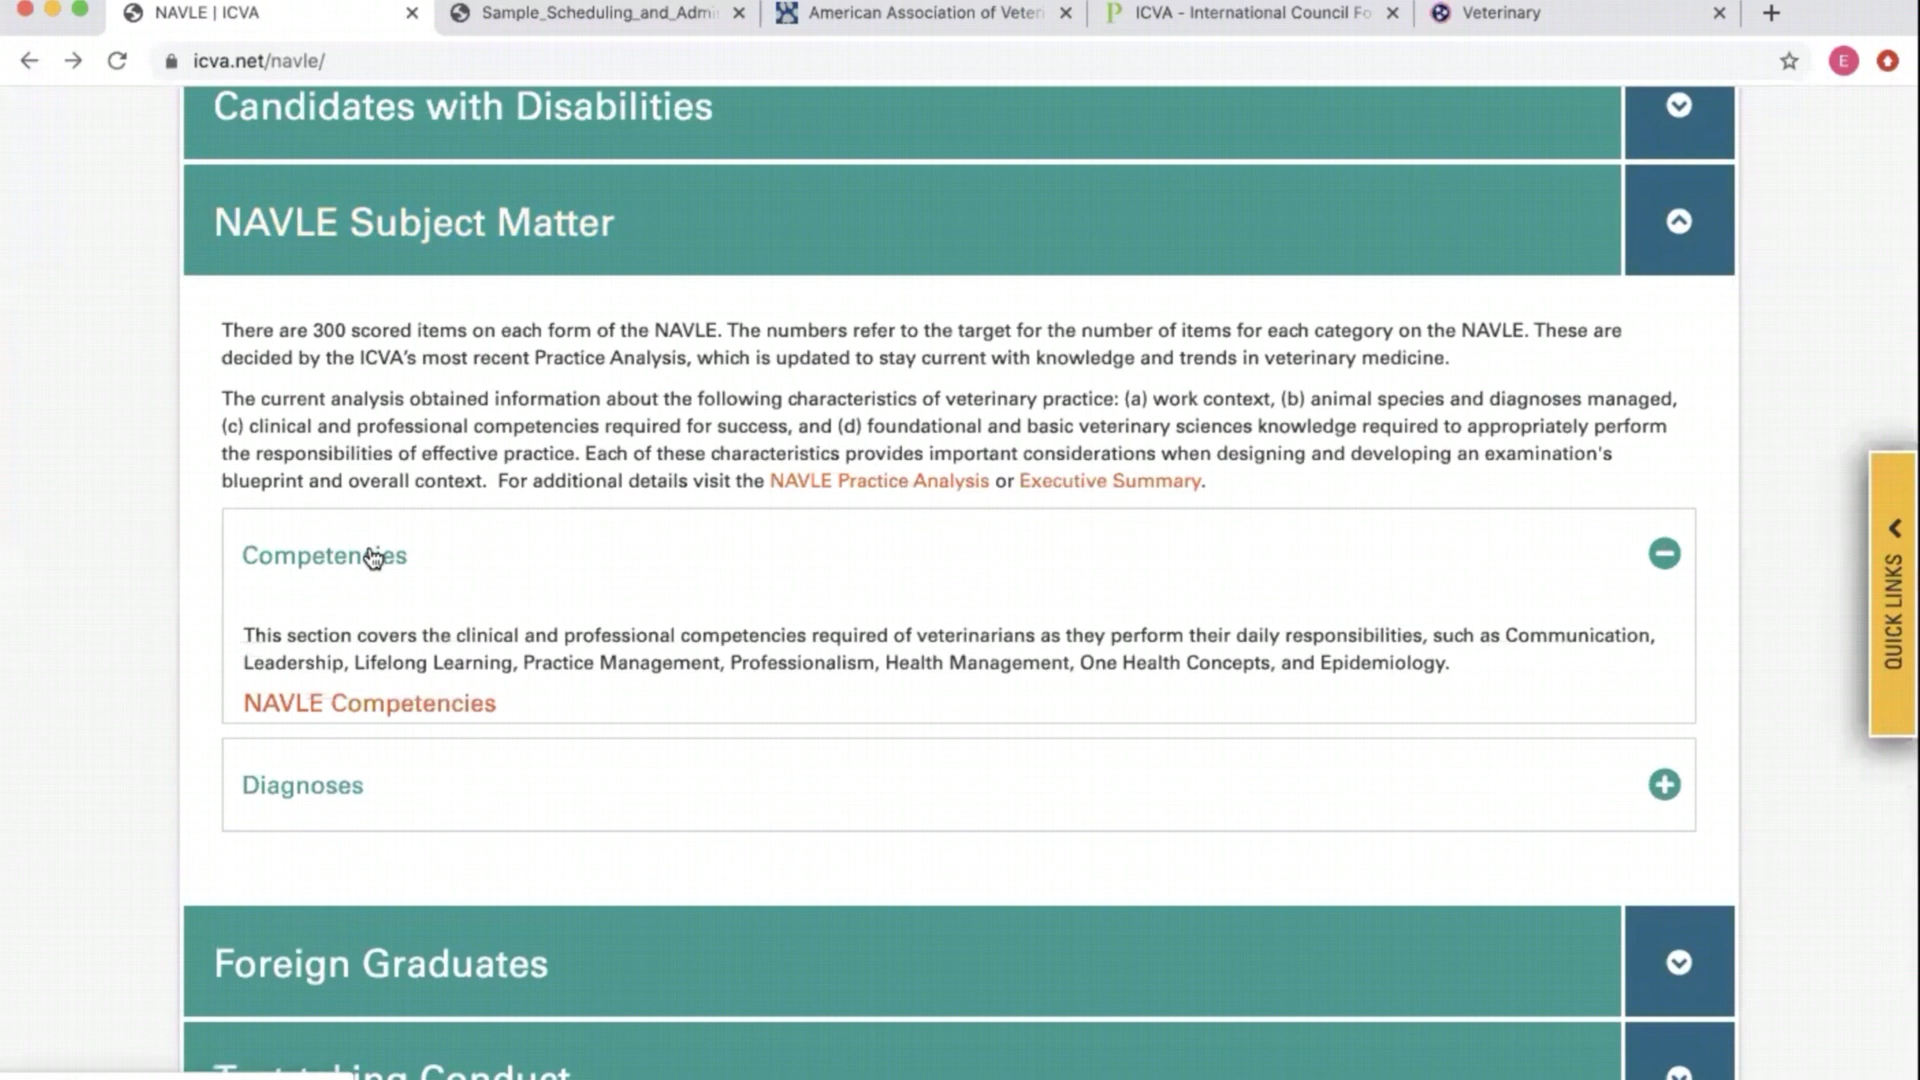 NAVLE | ICVA
Sample_Scheduling_and_Admi
American Association of Veteri
ICVA - International Council Fo
Veterinary
icva.net/navle/
E
Candidates with Disabilities
NAVLE Subject Matter
There are 300 scored items on each form of the NAVLE. The numbers refer to the target for the number of items for each category on the NAVLE. These are
decided by the ICVA's most recent Practice Analysis, which is updated to stay current with knowledge and trends in veterinary medicine.
The current analysis obtained information about the following characteristics of veterinary practice: (a) work context, (b) animal species and diagnoses managed,
(c) clinical and professional competencies required for success, and (d) foundational and basic veterinary sciences knowledge required to appropriately perform
the responsibilities of effective practice. Each of these characteristics provides important considerations when designing and developing an examination's
blueprint and overall context. For additional details visit the NAVLE Practice Analysis or Executive Summary.
Competencies
This section covers the clinical and professional competencies required of veterinarians as they perform their daily responsibilities, such as Communication,
Leadership, Lifelong Learning, Practice Management, Professionalism, Health Management, One Health Concepts, and Epidemiology.
NAVLE Competencies
Diagnoses
QUICK LINKS
Foreign Graduates
Conduct